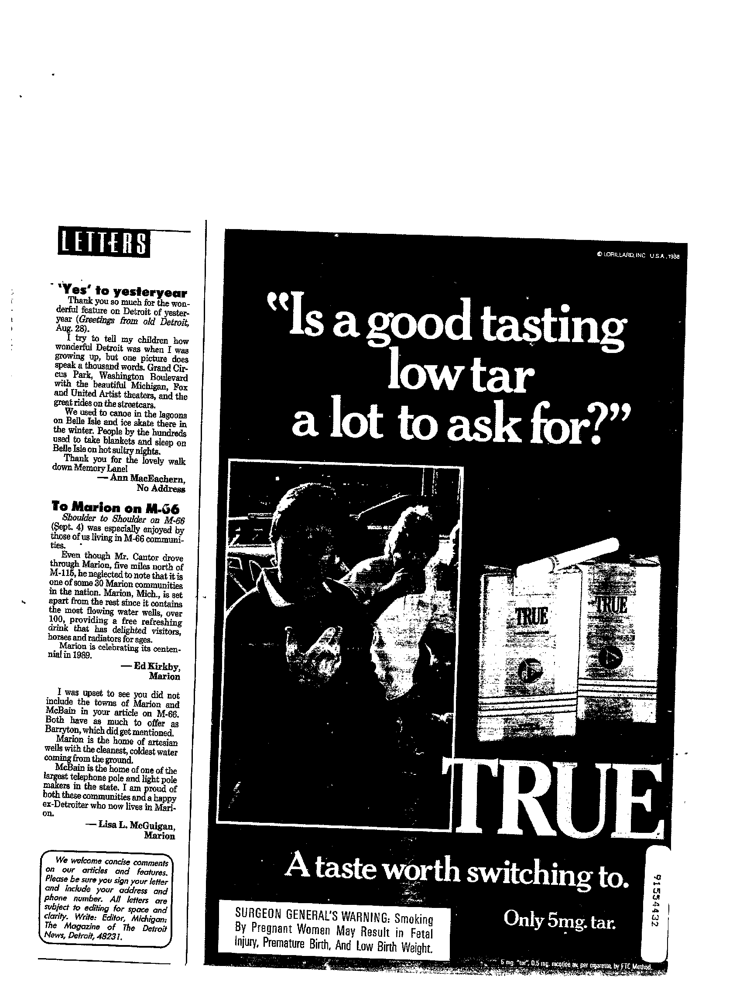 LETTERS
'Yes' to yesteryear
Thank you so much for the won-
derful feature on Detroit of yester-
year (Greetings from old Detroit,
Aug. 28).
I try to tell my children how
wonderful Detroit was when I was
growing up, but one picture does
speak a thousand words. Grand Cir-
cus Park, Washington Boulevard
with the beautiful Michigan, Fox
and United Artist theaters, and the
great rides on the streetcars.
We used to canoe in the lagoons
on Belle Isle and ice skate there in
the winter. People by the hundreds
used to take blankets and sleep on
Belle Isle on hot sultry nights.
Thank you for the lovely walk
down Memory Lane!
— Ann MacEachern,
No Address
To Marion on M-66
Shoulder to Shoulder on M-66
(Sept. 4) was especially enjoyed by
those of us living in M-66 communi-
ties.
Even though Mr. Cantor drove
through Marion, five miles north of
M-115, he neglected to note that it is
one of some 30 Marion communities
in the nation. Marion, Mich., is set
apart from the rest since it contains
the most flowing water wells, over
100, providing a free refreshing
drink that has delighted visitors,
horses and radiators for ages.
Marion is celebrating its centen-
nial in 1989.
— Ed Kirkby,
Marion
I was upset to see you did not
include the towns of Marion and
McBain in your article on M-66.
Both have as much to offer as
Barryton, which did get mentioned.
Marion is the home of artesian
wells with the cleanest, coldest water
coming from the ground.
McBain is the home of one of the
largest telephone pole and light pole
makers in the state. I am proud of
both these communities and a happy
ex-Detroiter who now lives in Mari-
on.
— Lisa L. McGuigan,
Marion
We welcome concise comments
on our articles and features.
Please be sure you sign your letter
and include your address and
phone number. All letters are
subject to editing for space and
clarity. Write: Editor, Michigan:
The Magazine of The Detroit
News, Detroit, 48231.
© LORILLARD, INC. U.S.A., 1988
"Is a good tasting
low tar
a lot to ask for?"
TRUE
TRUE
TRUE
A taste worth switching to.
Only 5mg. tar.
SURGEON GENERAL'S WARNING: Smoking
By Pregnant Women May Result in Fetal
Injury, Premature Birth, And Low Birth Weight.
5 mg. "tar", 0.5 mg. nicotine av. per cigarette, by FTC Method.
91554432